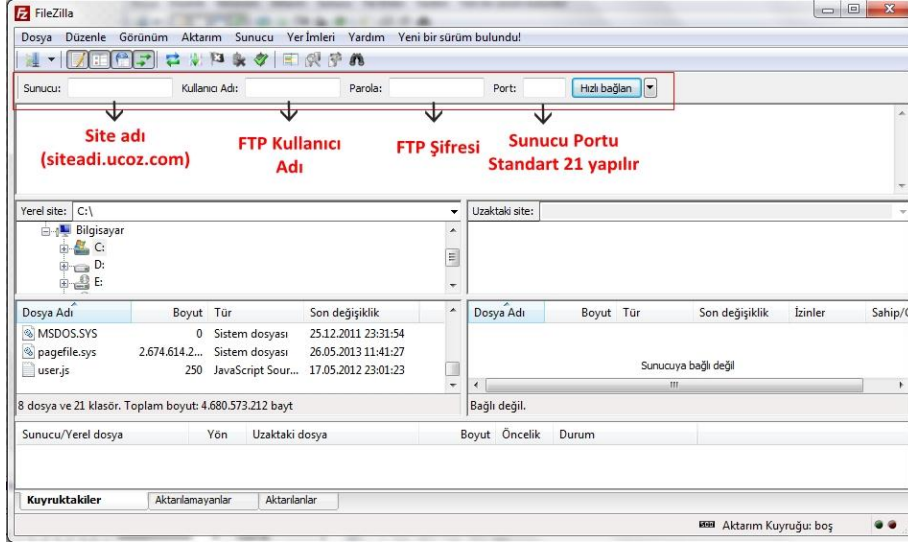 FileZilla
Dosya Düzenle Görünüm Aktarım Sunucu Yer İmleri Yardım Yeni bir sürüm bulundu!
Sunucu: Kullanıcı Adı: Parola: Port: Hızlı bağlan
Site adı
(siteadi.ucoz.com)
FTP Kullanıcı
Adı
FTP Şifresi
Sunucu Portu
Standart 21 yapılır
Yerel site: C:\
Uzaktaki site:
Bilgisayar
C:
D:
E:
Dosya Adı Boyut Tür Son değişiklik
MSDOS.SYS 0 Sistem dosyası 25.12.2011 23:31:54
pagefile.sys 2.674.614.2... Sistem dosyası 26.05.2013 11:41:27
user.js 250 JavaScript Sour... 17.05.2012 23:01:23
8 dosya ve 21 klasör. Toplam boyut: 4.680.573.212 bayt
Dosya Adı Boyut Tür Son değişiklik İzinler Sahip/
Sunucuya bağlı değil
Bağlı değil.
Sunucu/Yerel dosya Yön Uzaktaki dosya Boyut Öncelik Durum
Kuyruktakiler Aktarılamayanlar Aktarılanlar
Aktarım Kuyruğu: boş